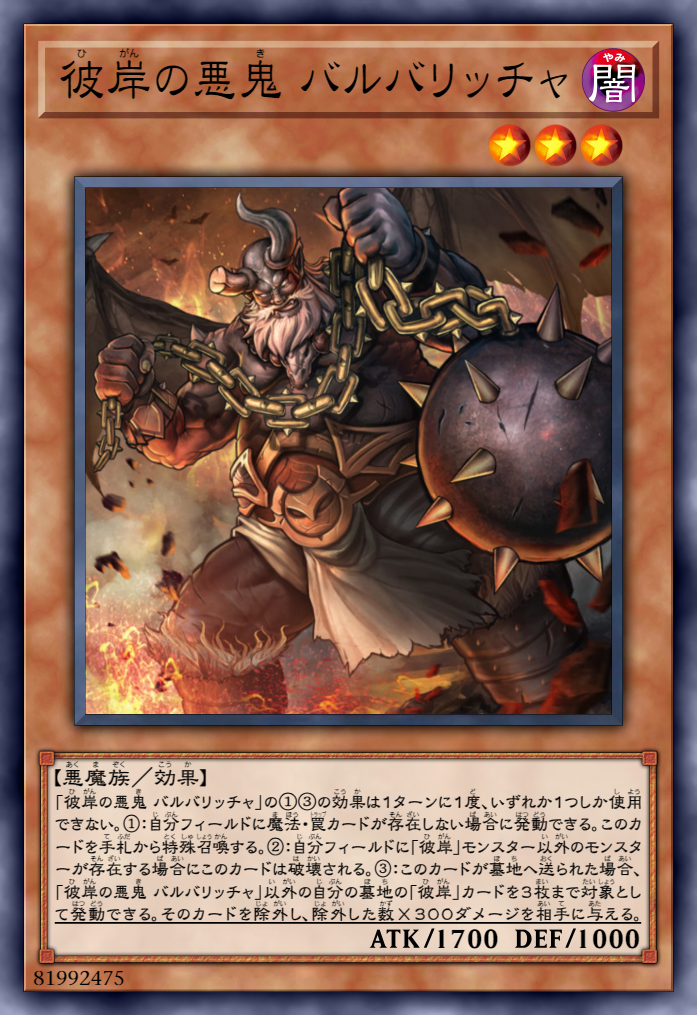 彼岸の悪鬼 バルバリッチャ 闇
【悪魔族／効果】
「彼岸の悪鬼 バルバリッチャ」の①③の効果は1ターンに1度、いずれか1つしか使用
できない。①：自分フィールドに魔法・罠カードが存在しない場合に発動できる。このカ
ードを手札から特殊召喚する。②：自分フィールドに「彼岸」モンスター以外のモンスタ
ーが存在する場合にこのカードは破壊される。③：このカードが墓地へ送られた場合、
「彼岸の悪鬼 バルバリッチャ」以外の自分の墓地の「彼岸」カードを3枚まで対象とし
て発動できる。そのカードを除外し、除外した数×300ダメージを相手に与える。
ATK/1700 DEF/1000
81992475